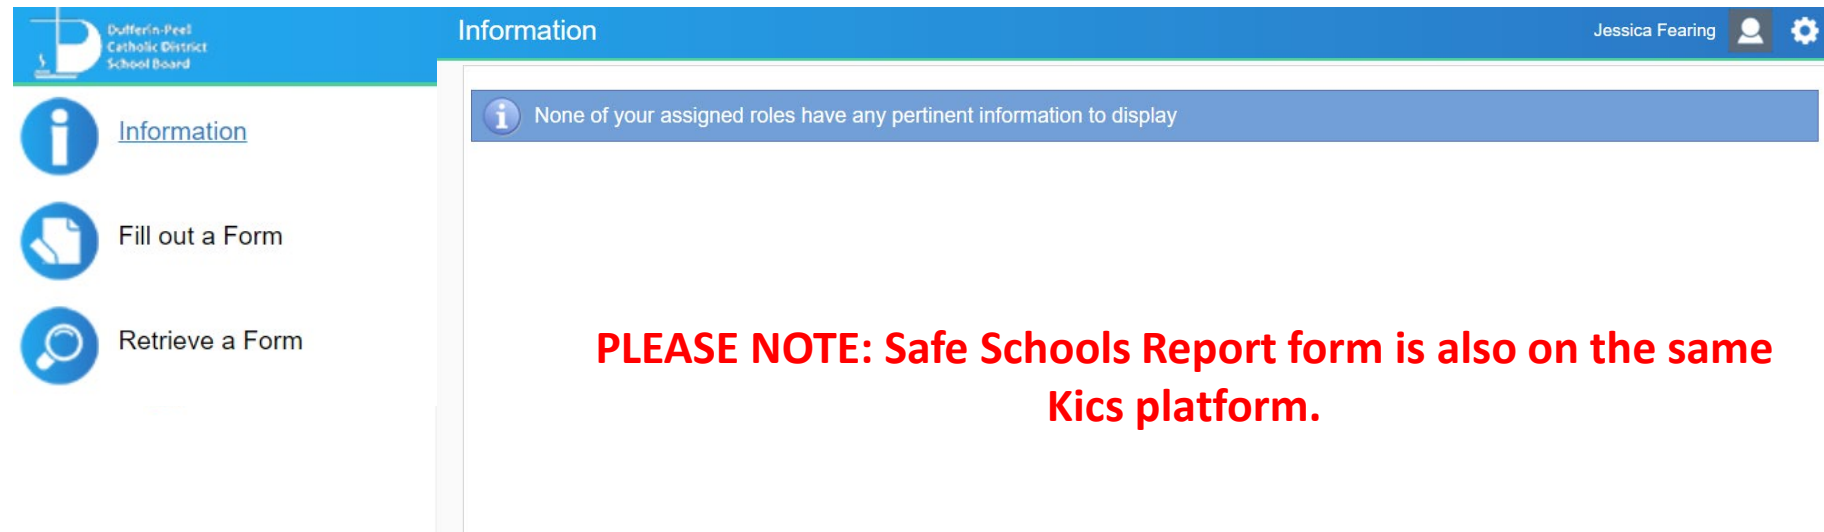 Dufferin-Peel
Catholic District
School Board
Information
Jessica Fearing
Information
Fill out a Form
Retrieve a Form
None of your assigned roles have any pertinent information to display
PLEASE NOTE: Safe Schools Report form is also on the same
Kics platform.